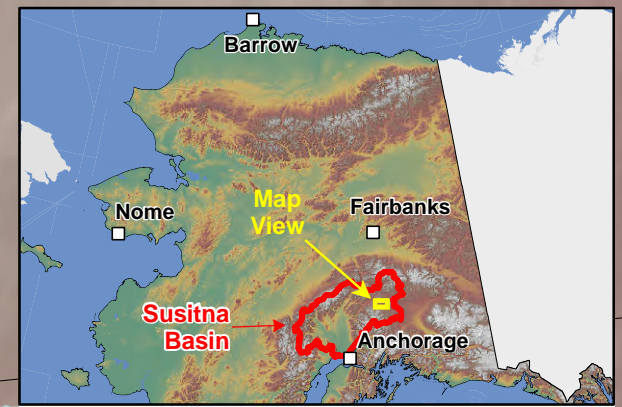 Barrow
Nome
Map
View
Fairbanks
Susitna
Basin
Anchorage